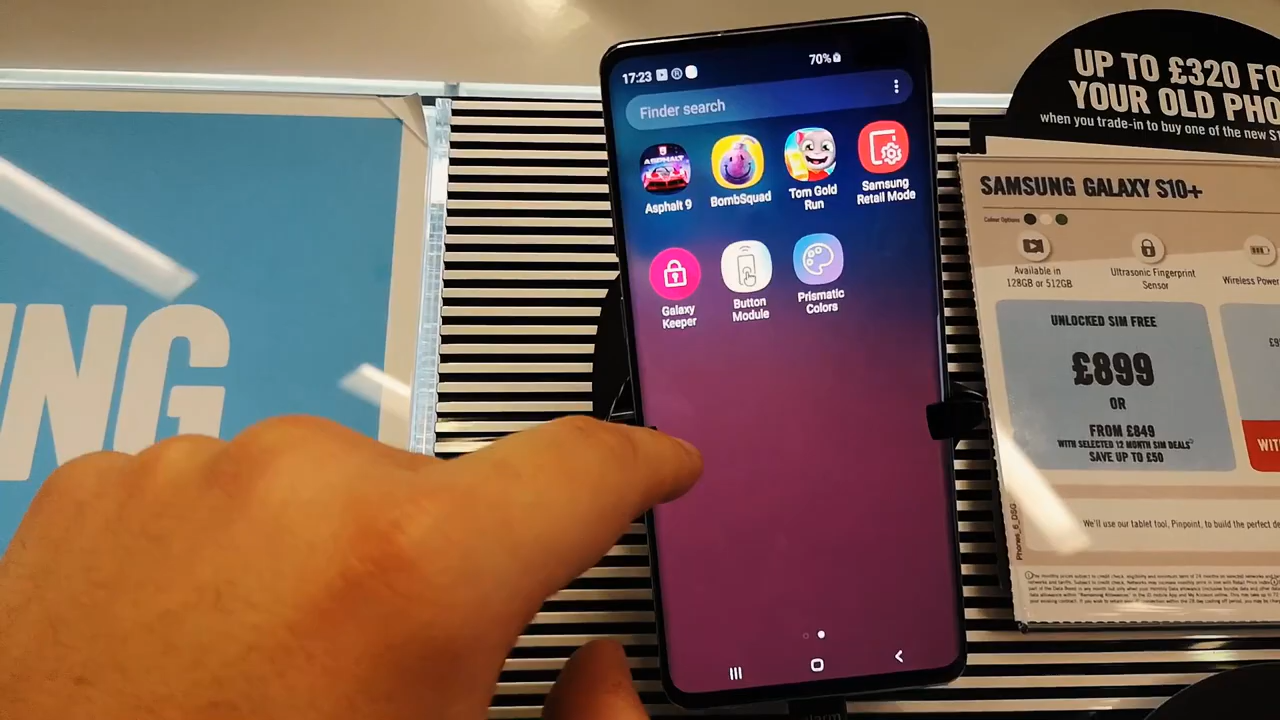 NG
17:23
70%
Finder search
ASPHALT
Asphalt 9
BombSquad
Tom Gold
Run
Samsung
Retail Mode
Galaxy
Keeper
Button
Module
Prismatic
Colors
UP TO £320 FO
YOUR OLD PHO
when you trade-in to buy one of the new S
SAMSUNG GALAXY S10+
Colour Options
Available in
128GB or 512GB
Ultrasonic Fingerprint
Sensor
Wireless Power
UNLOCKED SIM FREE
£899
OR
FROM £849
WITH SELECTED 12 MONTH SIM DEALS
SAVE UP TO £50
WIT
We'll use our tablet tool, Pinpoint, to build the perfect de
Phones_6_DSG